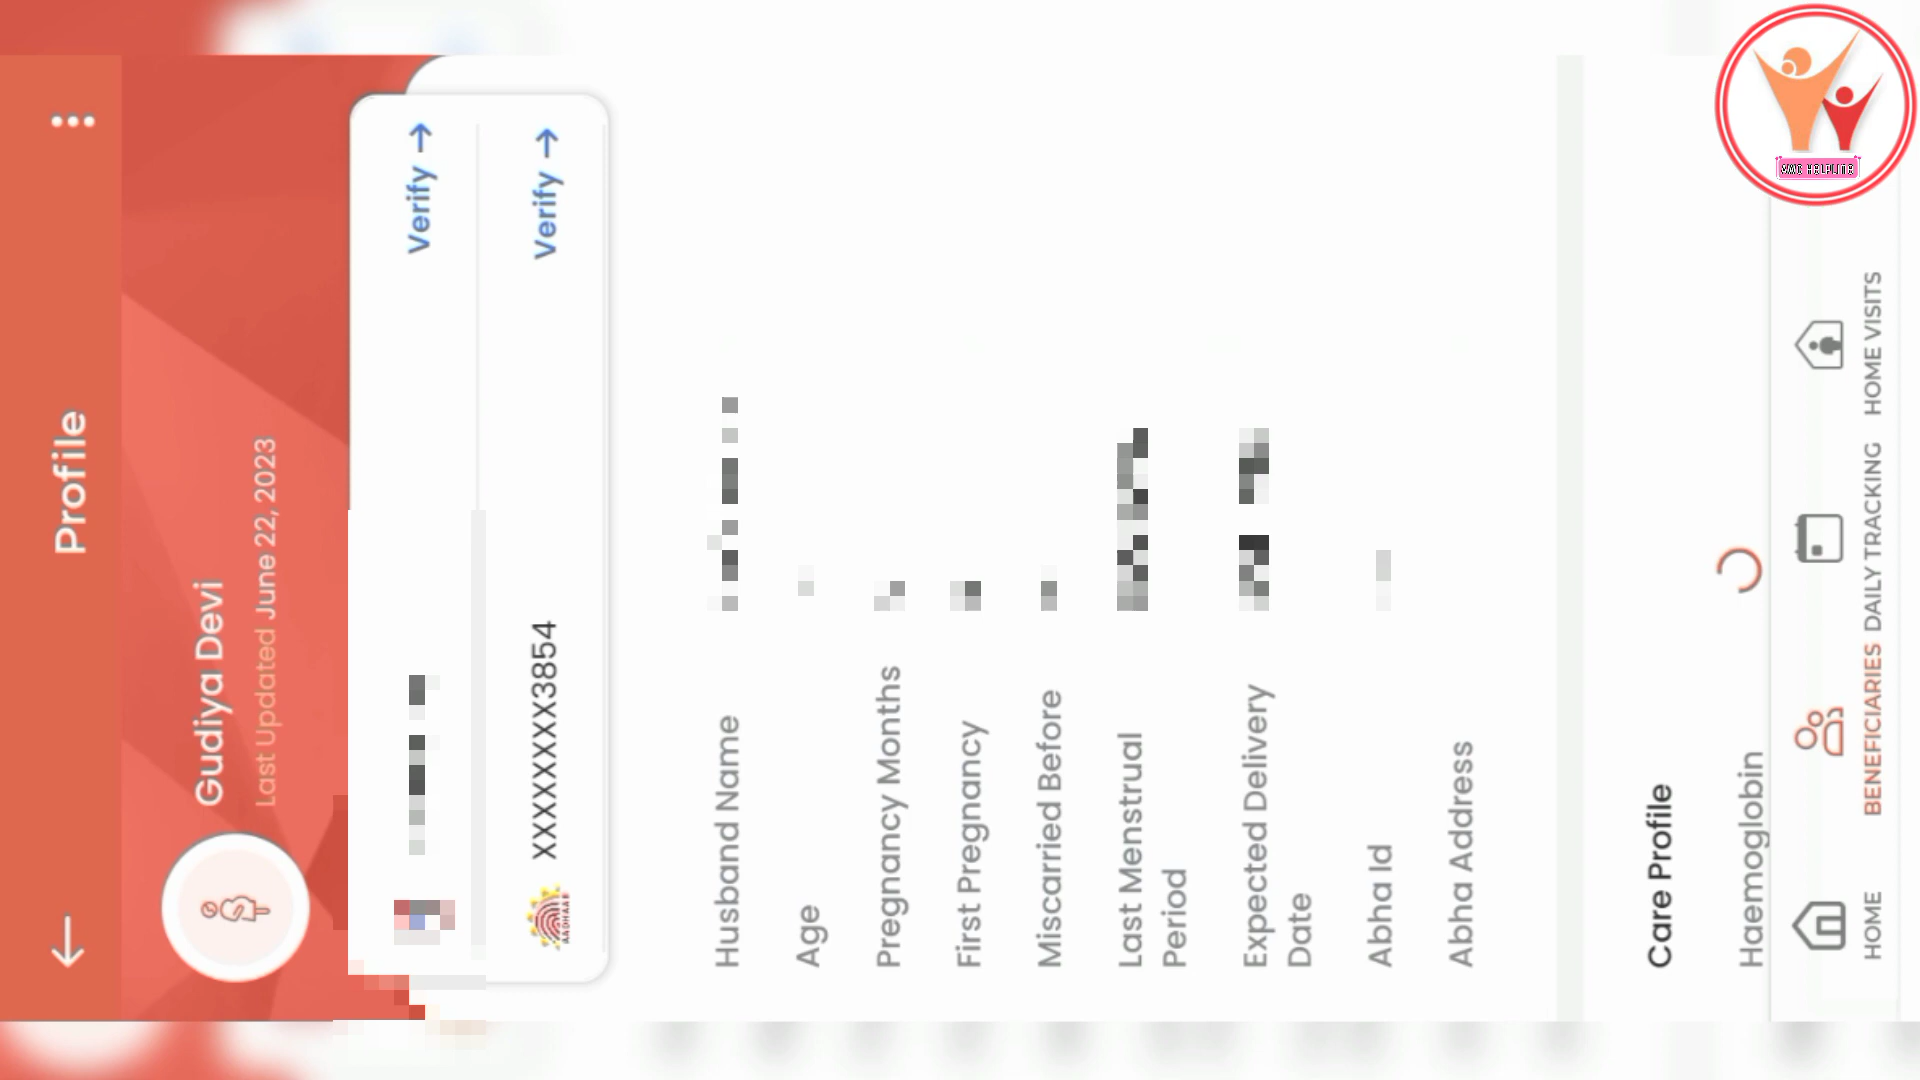 Profile
Gudiya Devi
Last Updated June 22, 2023
Verify →
XXXXXXXX3854 Verify →
AADHAAR
Husband Name
Age
Pregnancy Months
First Pregnancy
Miscarried Before
Last Menstrual
Period
Expected Delivery
Date
Abha Id
Abha Address
Care Profile
Haemoglobin
HOME BENEFICIARIES DAILY TRACKING HOME VISITS